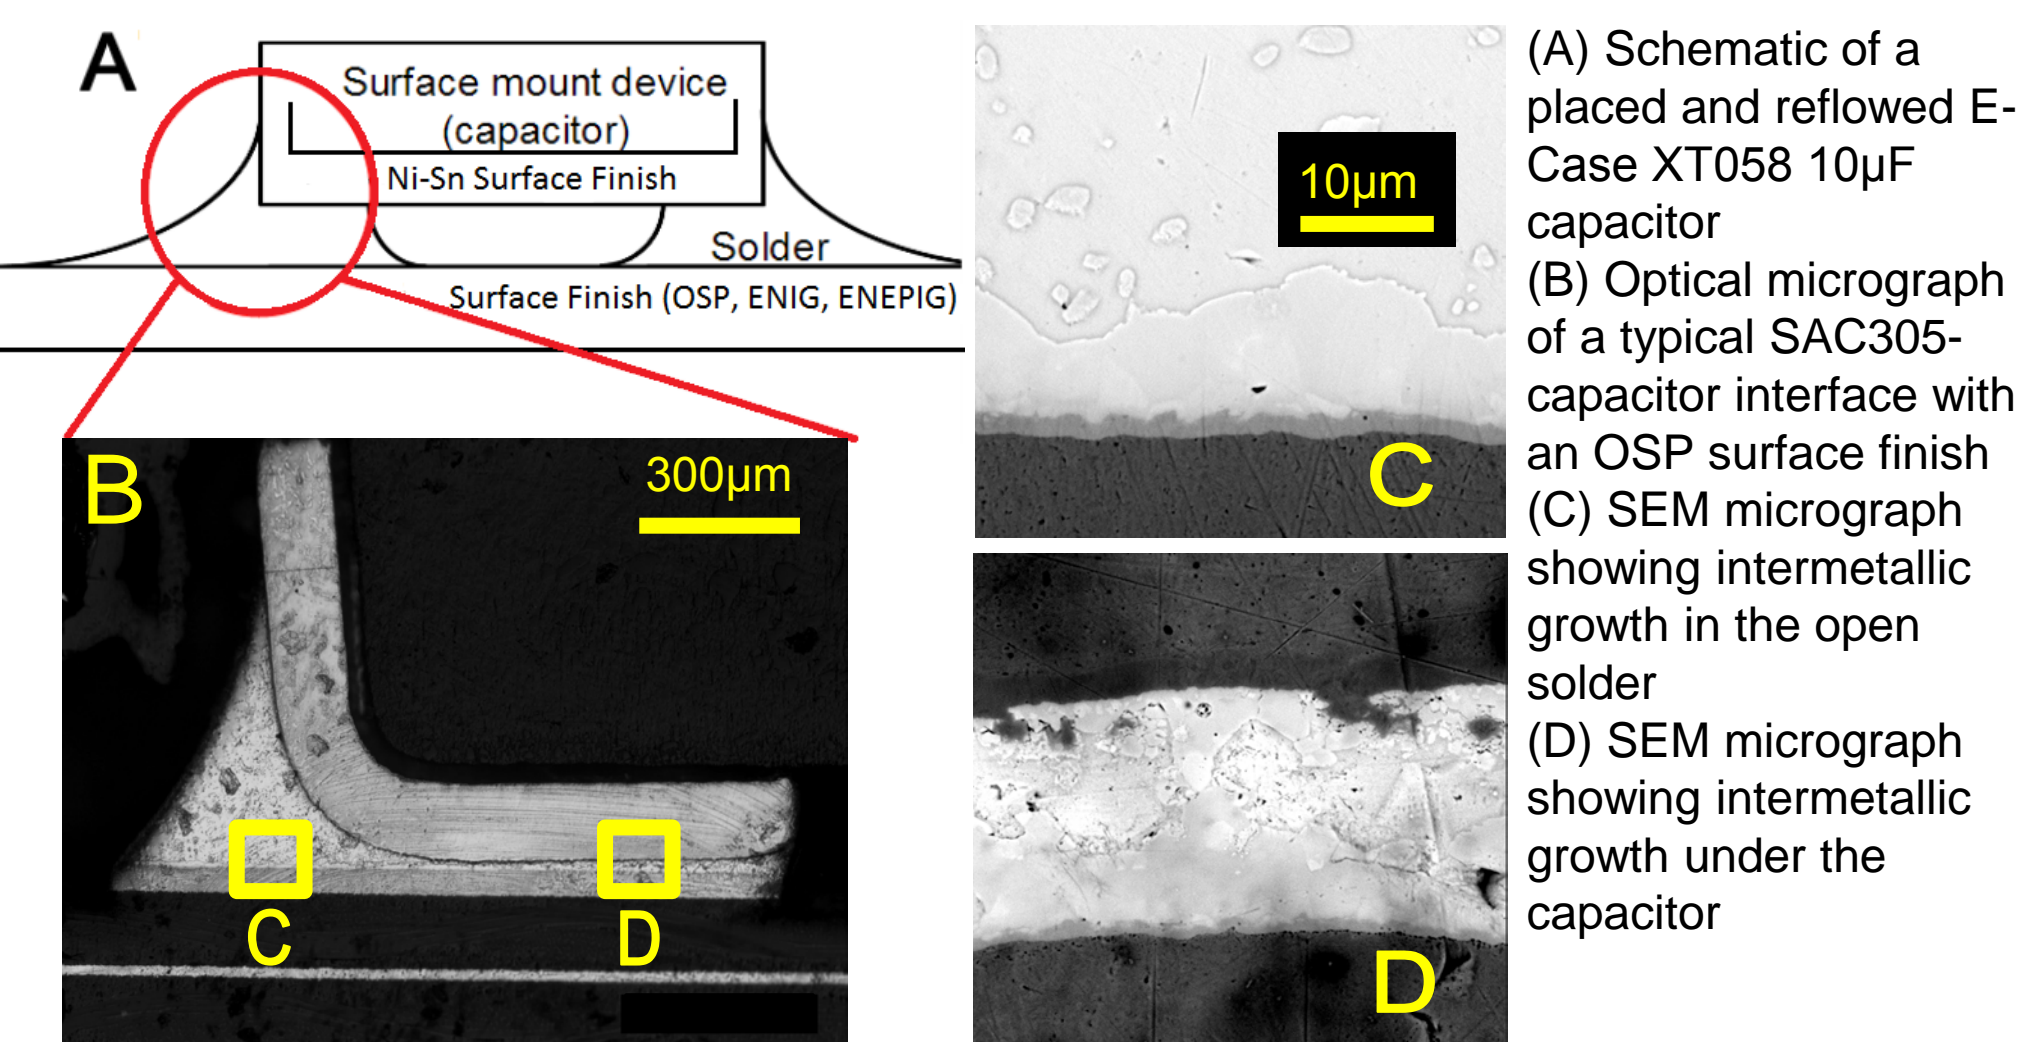 A
Surface mount device
(capacitor)
Ni-Sn Surface Finish
Solder
Surface Finish (OSP, ENIG, ENEPIG)
B
300µm
C
D
10µm
C
D
(A) Schematic of a
placed and reflowed E-
Case XT058 10µF
capacitor
(B) Optical micrograph
of a typical SAC305-
capacitor interface with
an OSP surface finish
(C) SEM micrograph
showing intermetallic
growth in the open
solder
(D) SEM micrograph
showing intermetallic
growth under the
capacitor